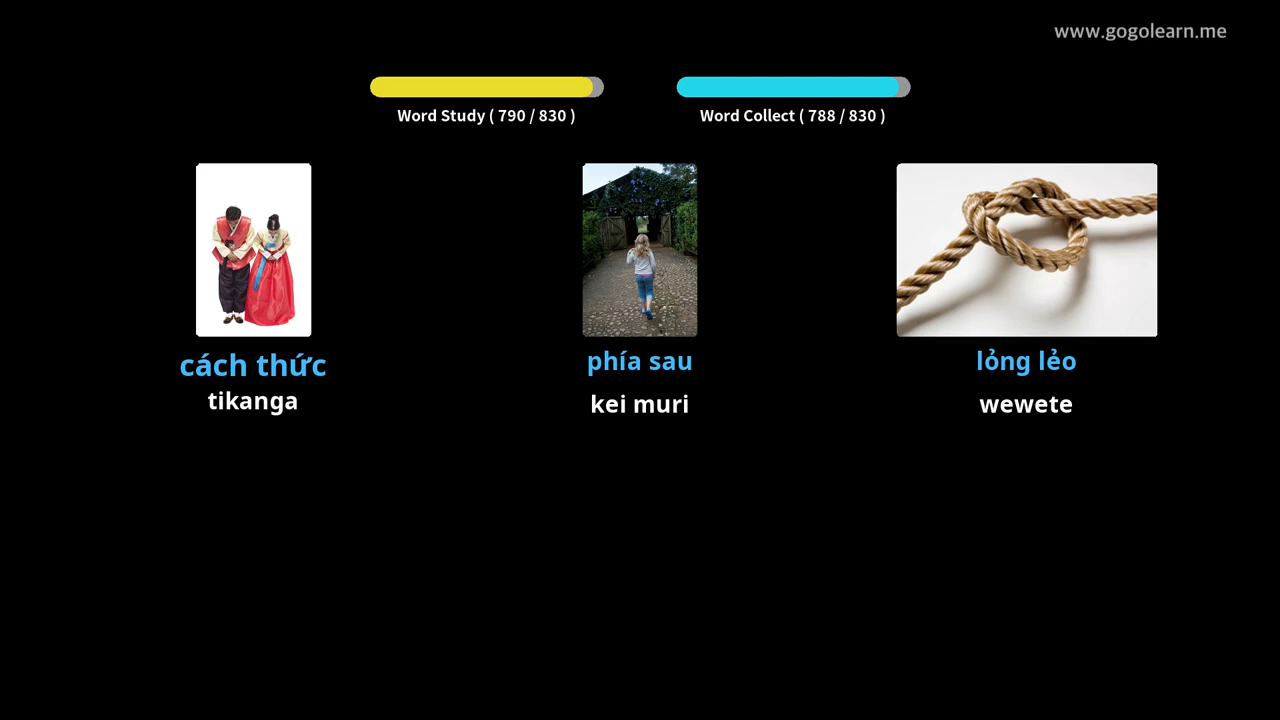 www.gogolearn.me
Word Study ( 790 / 830 )
Word Collect ( 788 / 830 )
cách thức
tikanga
phía sau
kei muri
lỏng lẻo
wewete